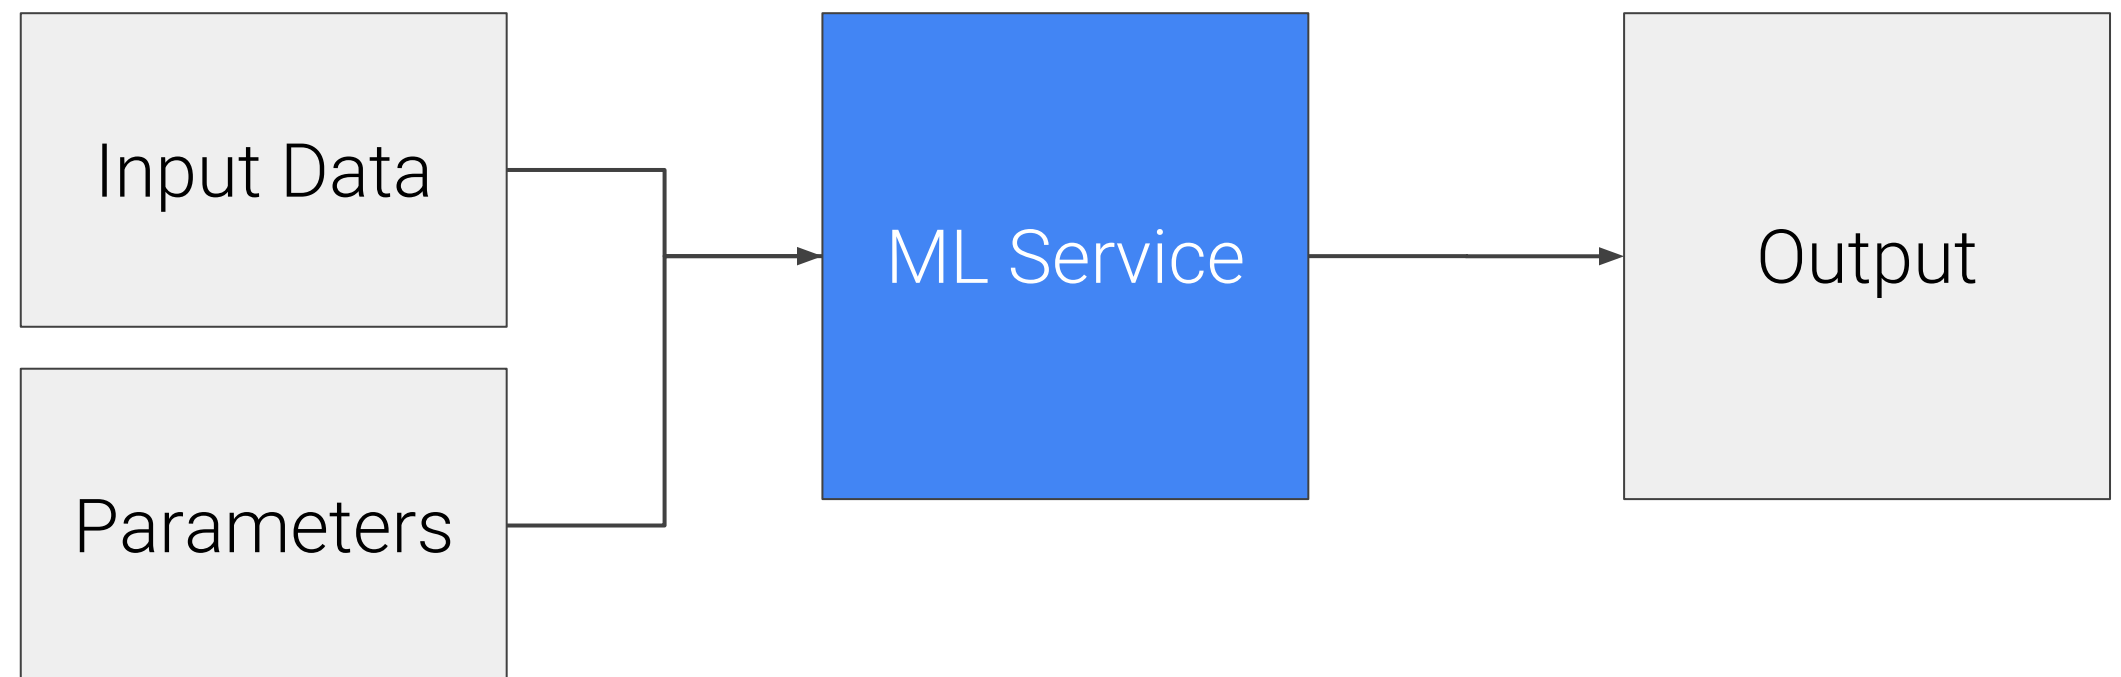 Input Data
Parameters
ML Service
Output